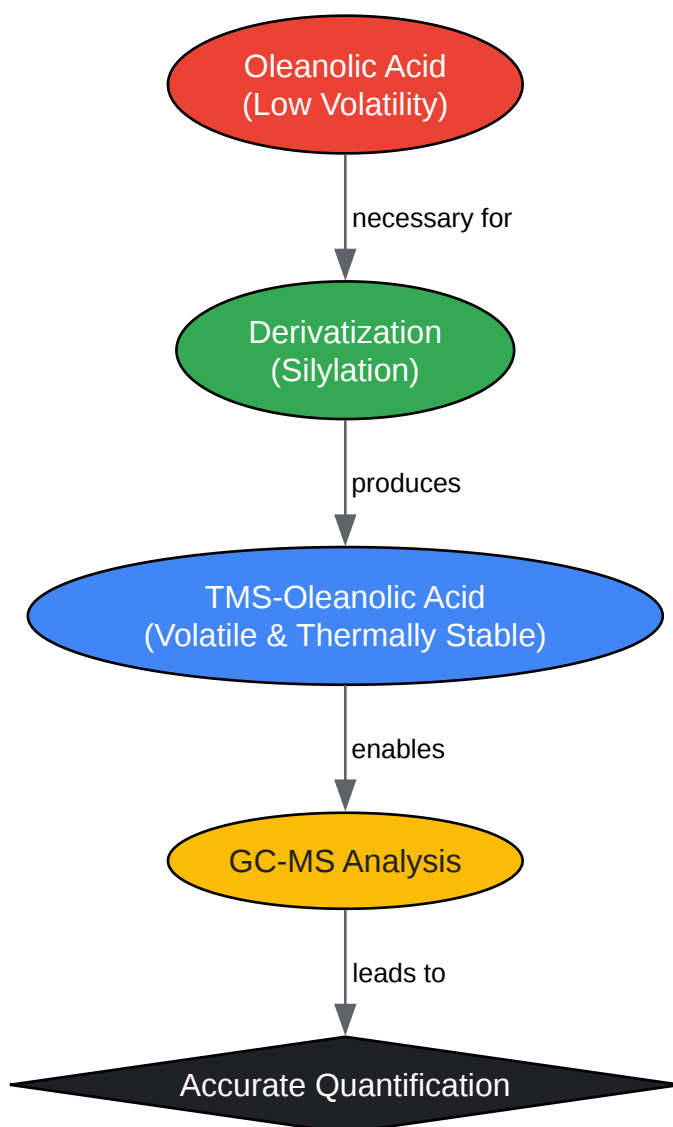 Oleanolic Acid
(Low Volatility)
necessary for
Derivatization
(Silylation)
produces
TMS-Oleanolic Acid
(Volatile & Thermally Stable)
enables
GC-MS Analysis
leads to
Accurate Quantification